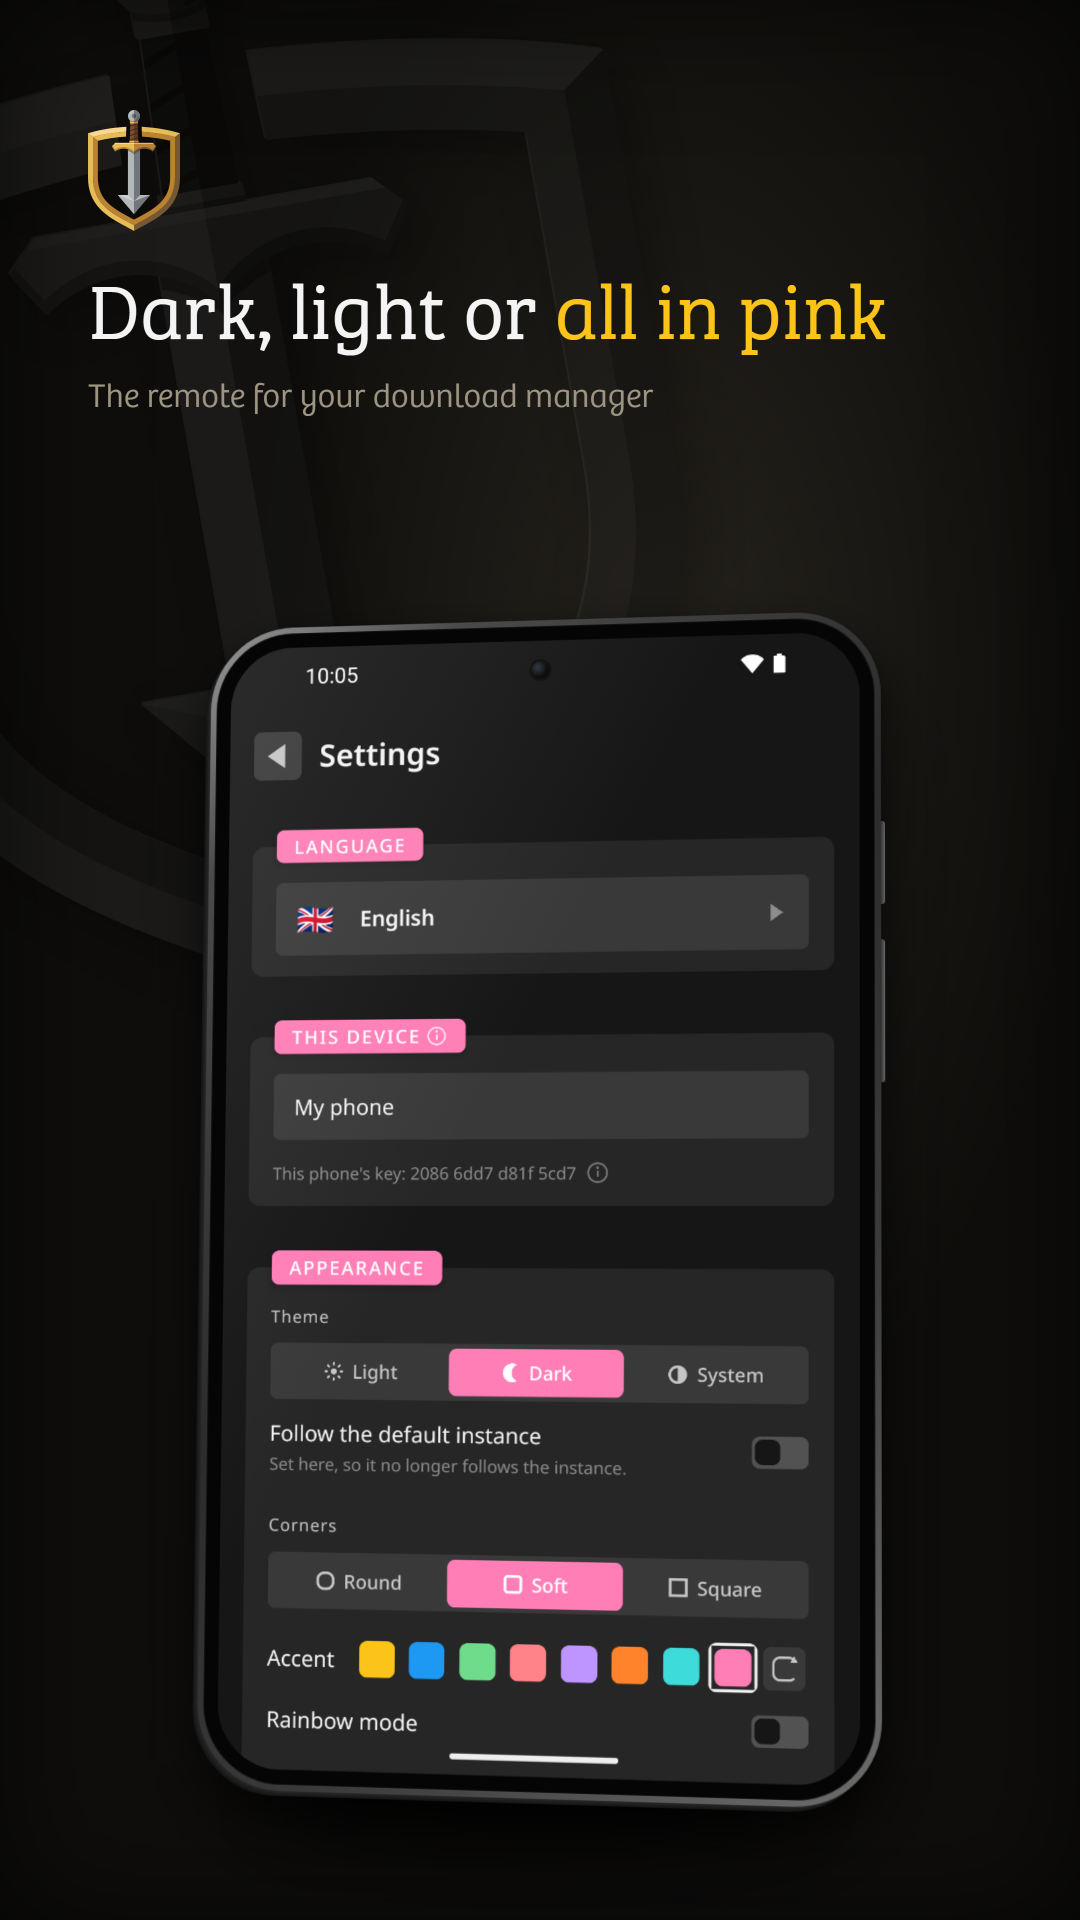 Dark, light or all in pink
The remote for your download manager
10:05
Settings
LANGUAGE
English
THIS DEVICE
My phone
This phone's key: 2086 6dd7 d81f 5cd7
APPEARANCE
Theme
Light Dark System
Follow the default instance
Set here, so it no longer follows the instance.
Corners
Round Soft Square
Accent
Rainbow mode